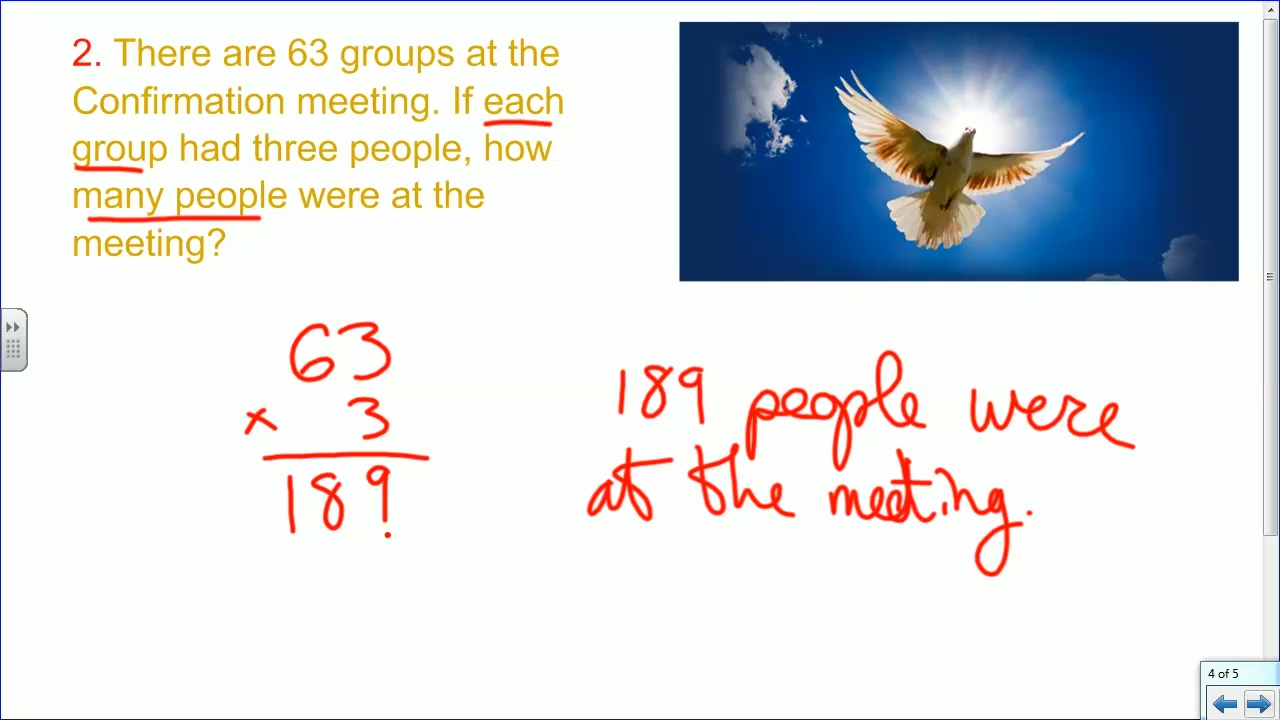 2. There are 63 groups at the
Confirmation meeting. If each
group had three people, how
many people were at the
meeting?
63
x 3
189
189 people were
at the meeting.
4 of 5